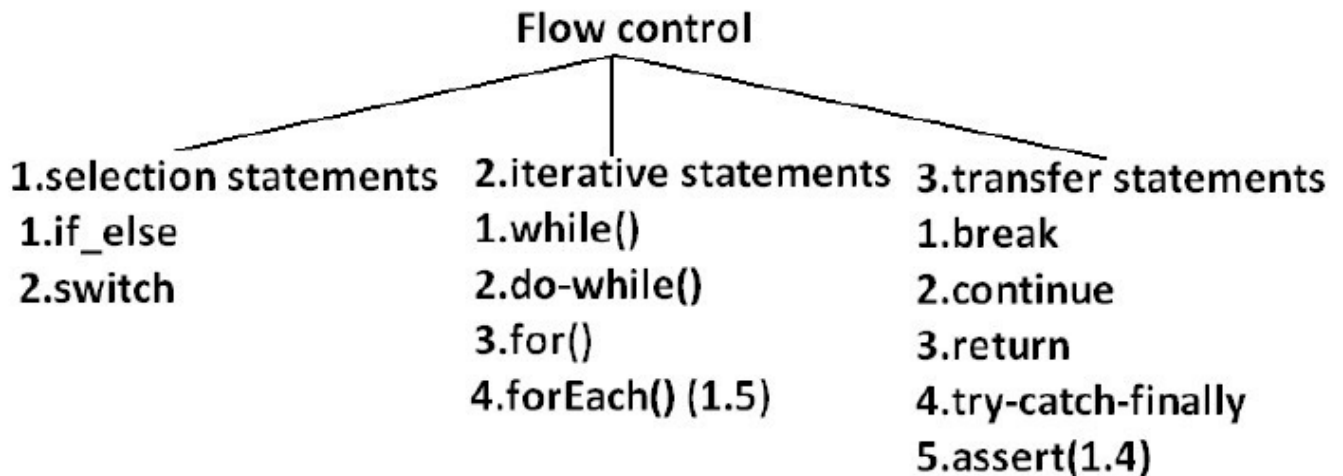 Flow control
1.selection statements
1.if_else
2.switch
2.iterative statements
1.while()
2.do-while()
3.for()
4.forEach() (1.5)
3.transfer statements
1.break
2.continue
3.return
4.try-catch-finally
5.assert(1.4)